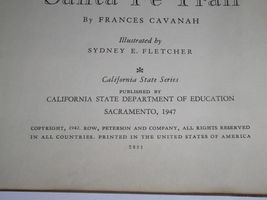 Santa Fe Trail
By FRANCES CAVANAH
Illustrated by
SYDNEY E. FLETCHER
*
California State Series
PUBLISHED BY
CALIFORNIA STATE DEPARTMENT OF EDUCATION
SACRAMENTO, 1947
COPYRIGHT, 1942, ROW, PETERSON AND COMPANY, ALL RIGHTS RESERVED
IN ALL COUNTRIES. PRINTED IN THE UNITED STATES OF AMERICA